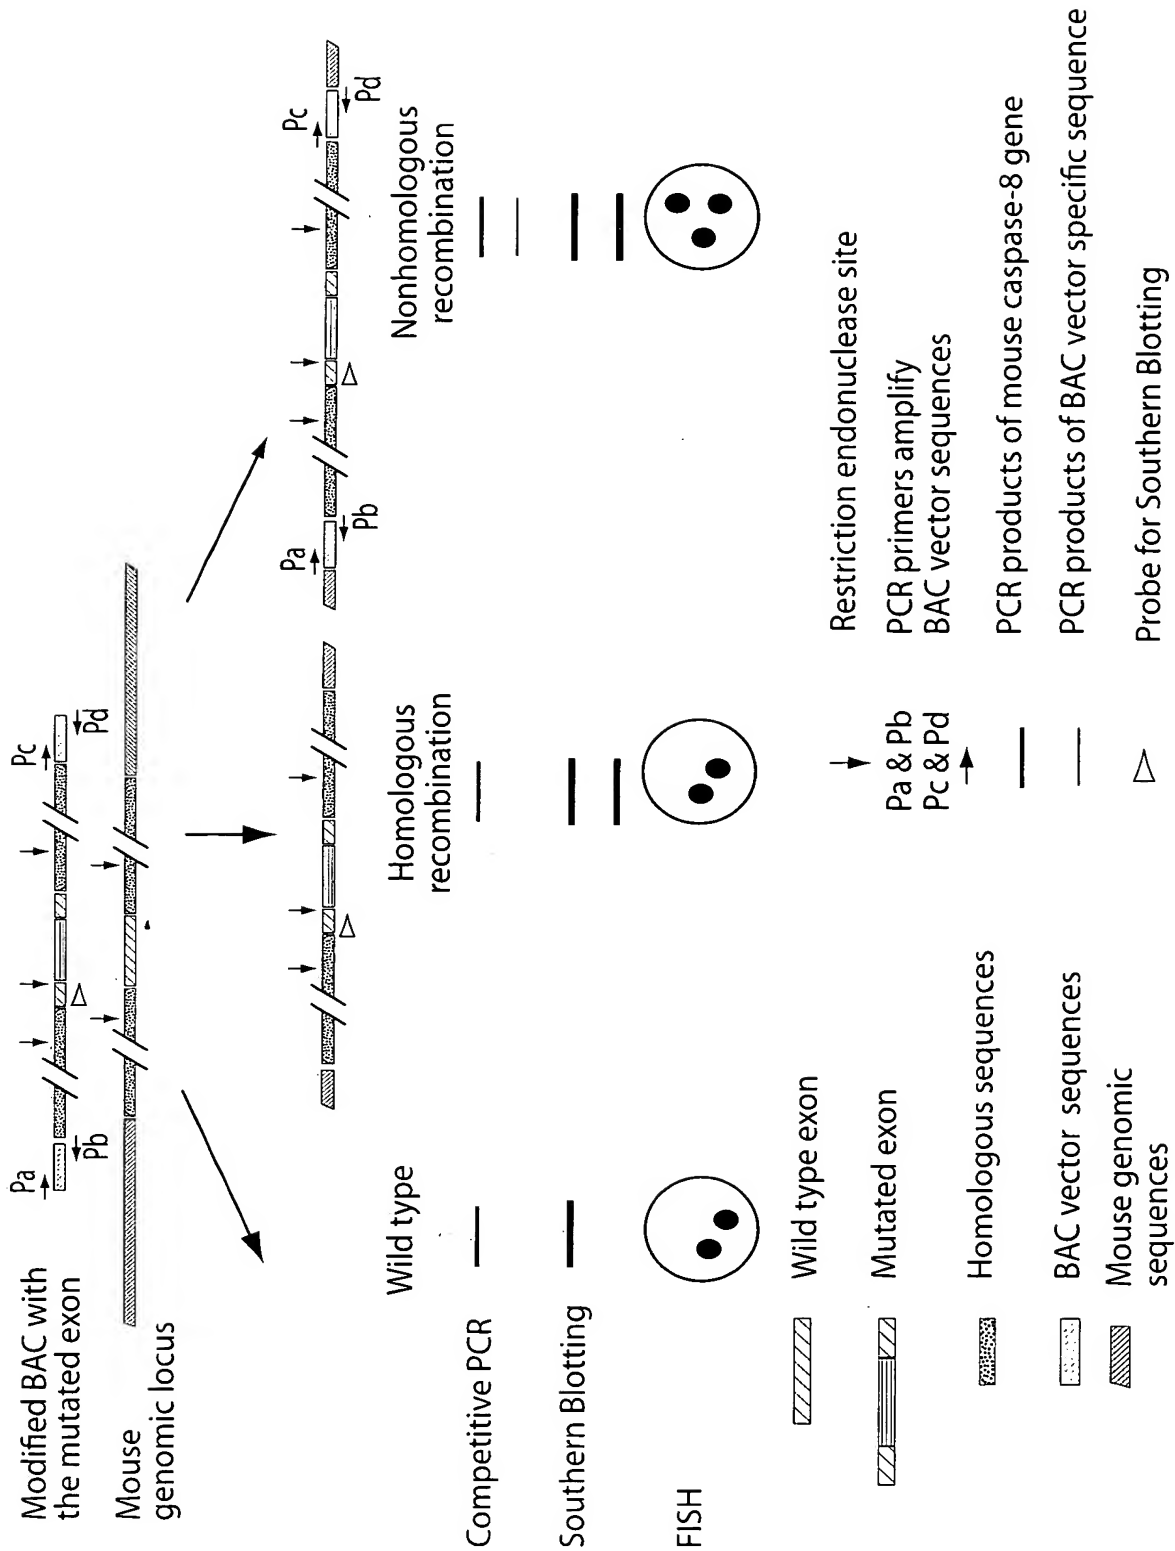 Modified BAC with
the mutated exon
Pa
Pb
Pc
Pd
Mouse
genomic locus
Pa
Pb
Pc
Pd
Wild type
Homologous
recombination
Nonhomologous
recombination
Competitive PCR
Southern Blotting
FISH
Wild type exon
Mutated exon
Homologous sequences
BAC vector sequences
Mouse genomic
sequences
Restriction endonuclease site
Pa & Pb
Pc & Pd
PCR primers amplify
BAC vector sequences
PCR products of mouse caspase-8 gene
PCR products of BAC vector specific sequence
Probe for Southern Blotting